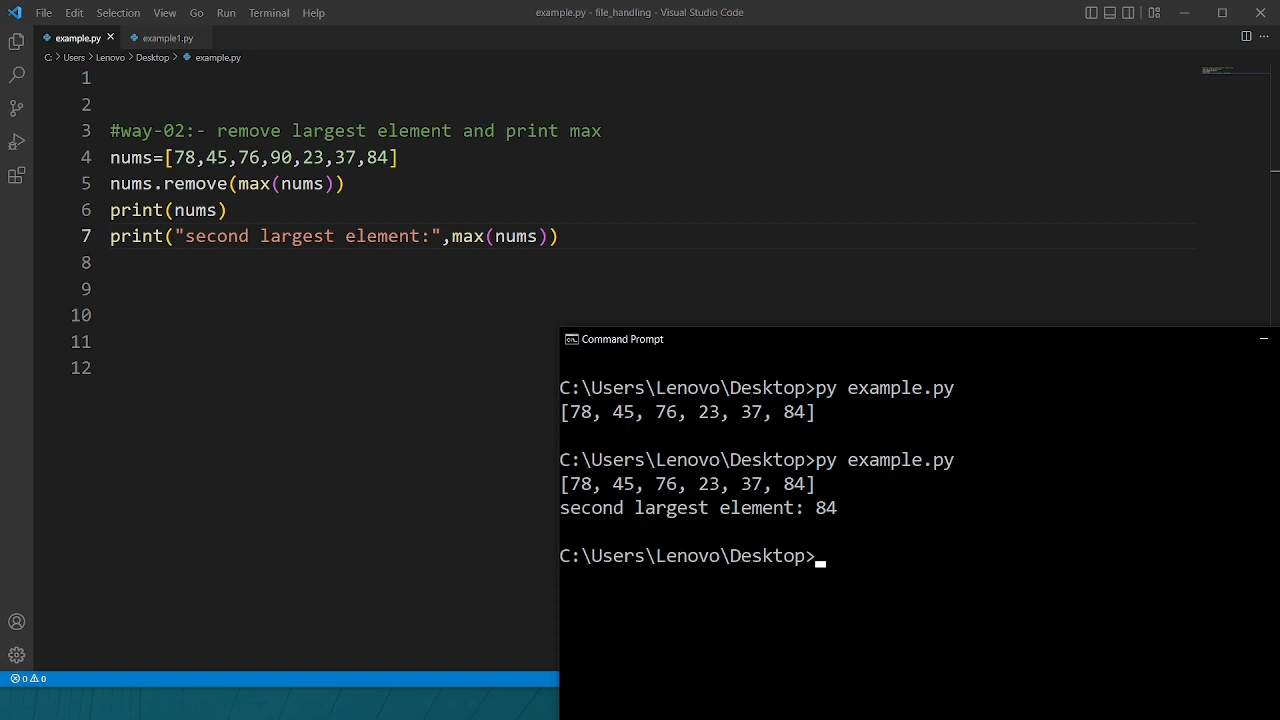 File Edit Selection View Go Run Terminal Help
example.py - file_handling - Visual Studio Code
example.py example1.py
C: > Users > Lenovo > Desktop > example.py
1
2
3 #way-02:- remove largest element and print max
4 nums=[78,45,76,90,23,37,84]
5 nums.remove(max(nums))
6 print(nums)
7 print("second largest element:",max(nums))
8
9
10
11
12
Command Prompt
C:\Users\Lenovo\Desktop>py example.py
[78, 45, 76, 23, 37, 84]
C:\Users\Lenovo\Desktop>py example.py
[78, 45, 76, 23, 37, 84]
second largest element: 84
C:\Users\Lenovo\Desktop>
0 0